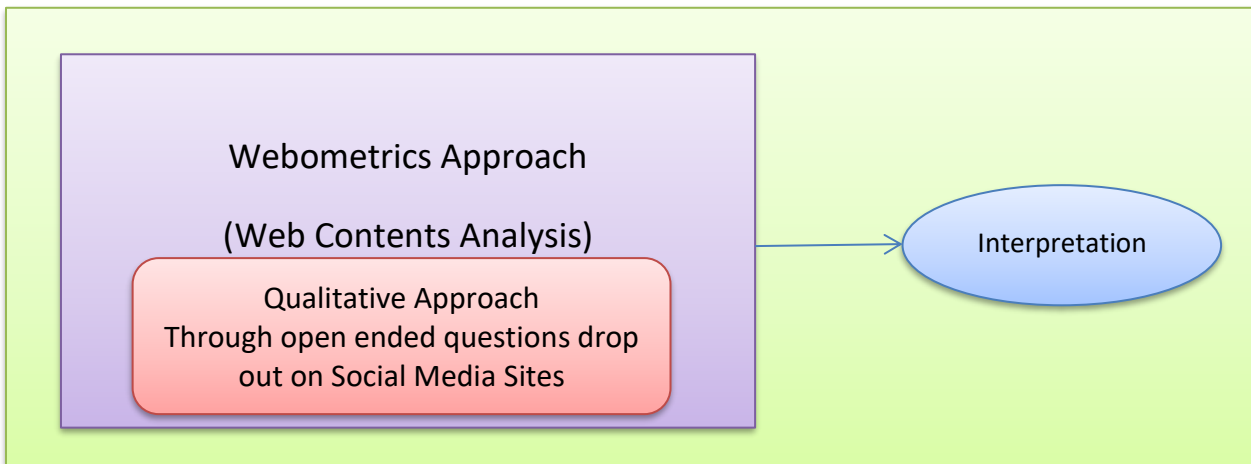 Webometrics Approach
(Web Contents Analysis)
Qualitative Approach
Through open ended questions drop
out on Social Media Sites
Interpretation